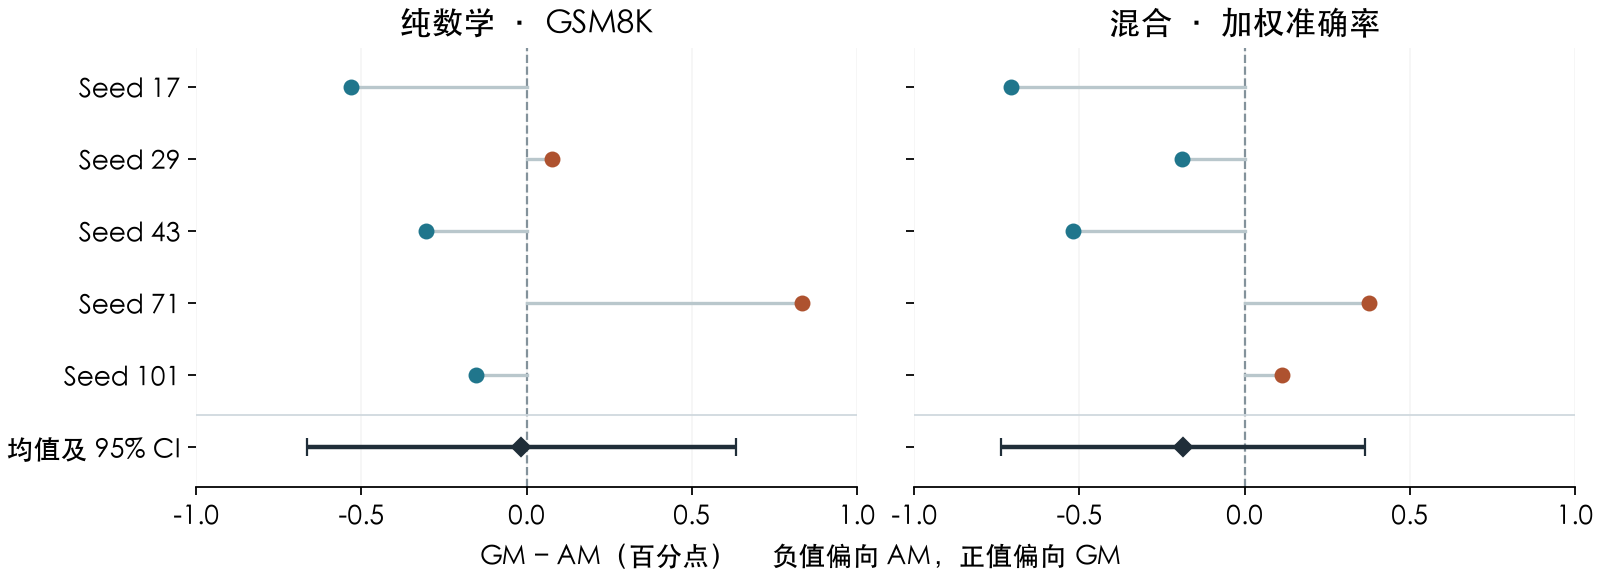 纯数学 · GSM8K
混合 · 加权准确率
Seed 17
Seed 29
Seed 43
Seed 71
Seed 101
均值及 95% CI
-1.0 -0.5 0.0 0.5 1.0
-1.0 -0.5 0.0 0.5 1.0
GM − AM（百分点） 负值偏向 AM，正值偏向 GM